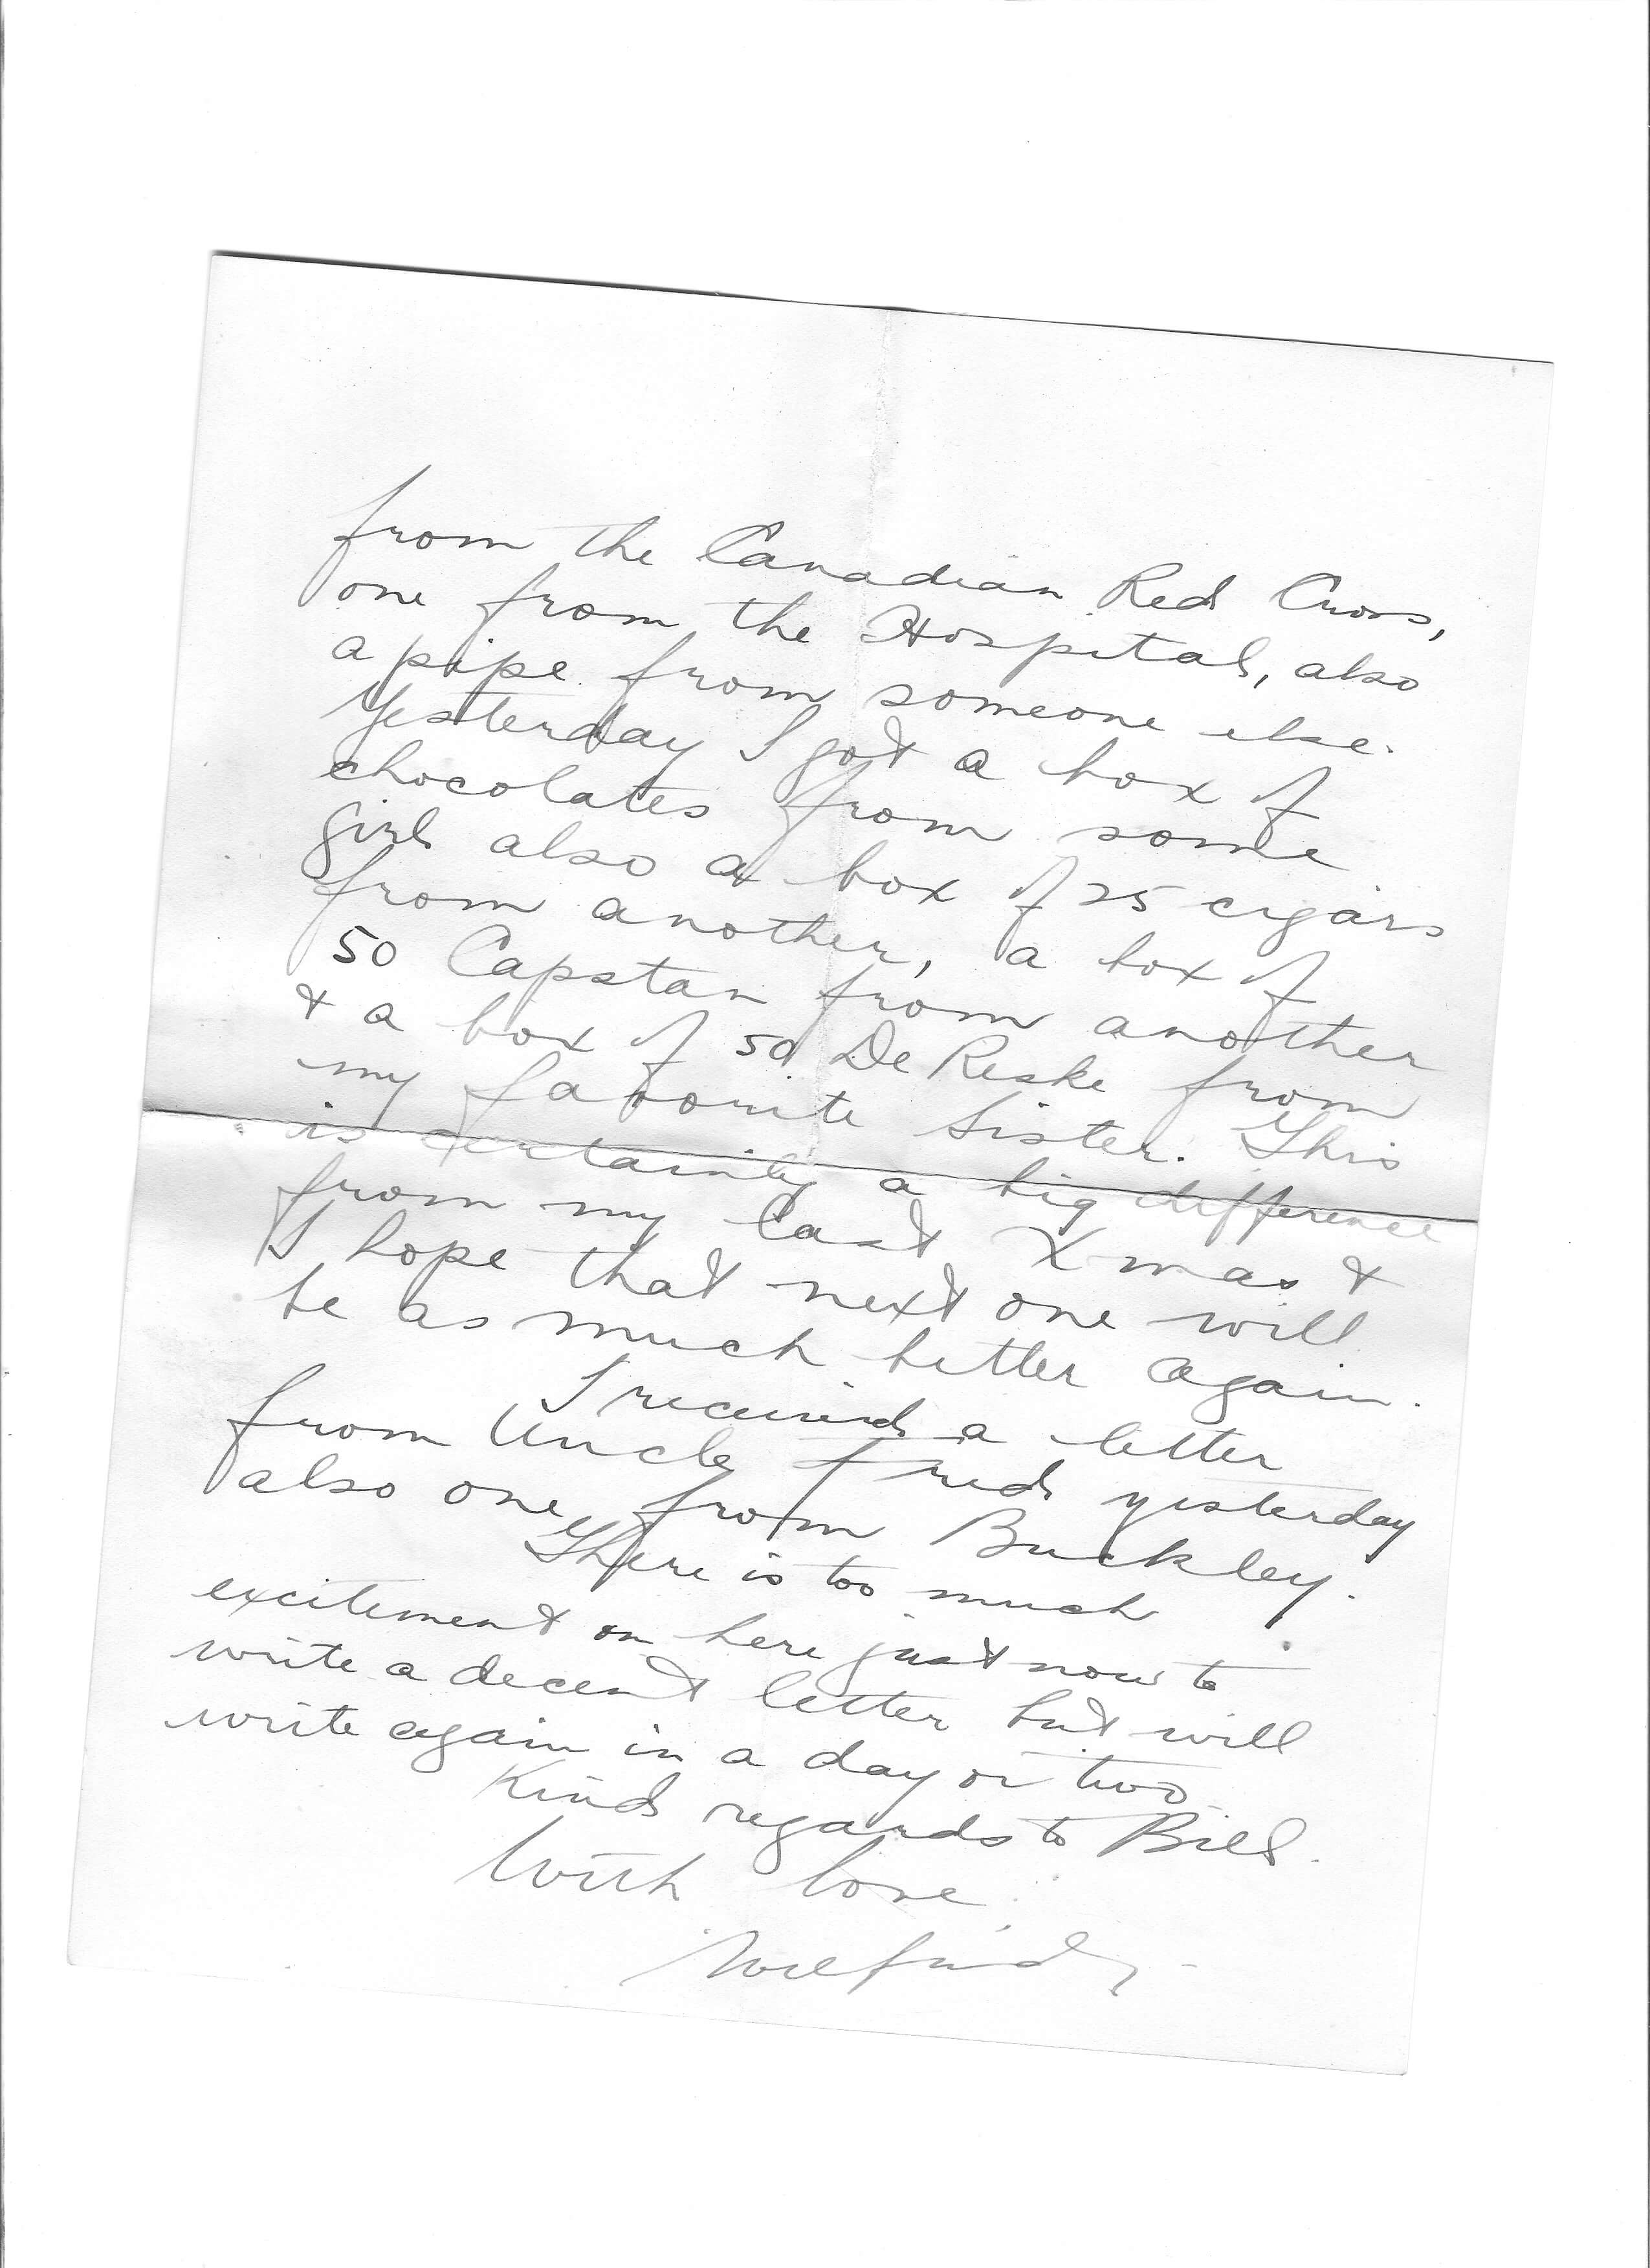 from the Canadian Red Cross,
one from the Hospital, also
a pipe from someone else.
Yesterday I got a box of
chocolates from some
girl also a box of 25 cigars
from another, a box of
50 Capstan from another
& a box of 50 De Reske from
my favorite Sister. This
is certainly a big difference
from my last Xmas &
I hope that next one will
be as much better again.
I received a letter
from Uncle Fred yesterday
also one from Buckley.
There is too much
excitement on here just now to
write a decent letter but will
write again in a day or two
Kind regards to Bill.
With love,
Wilfrid